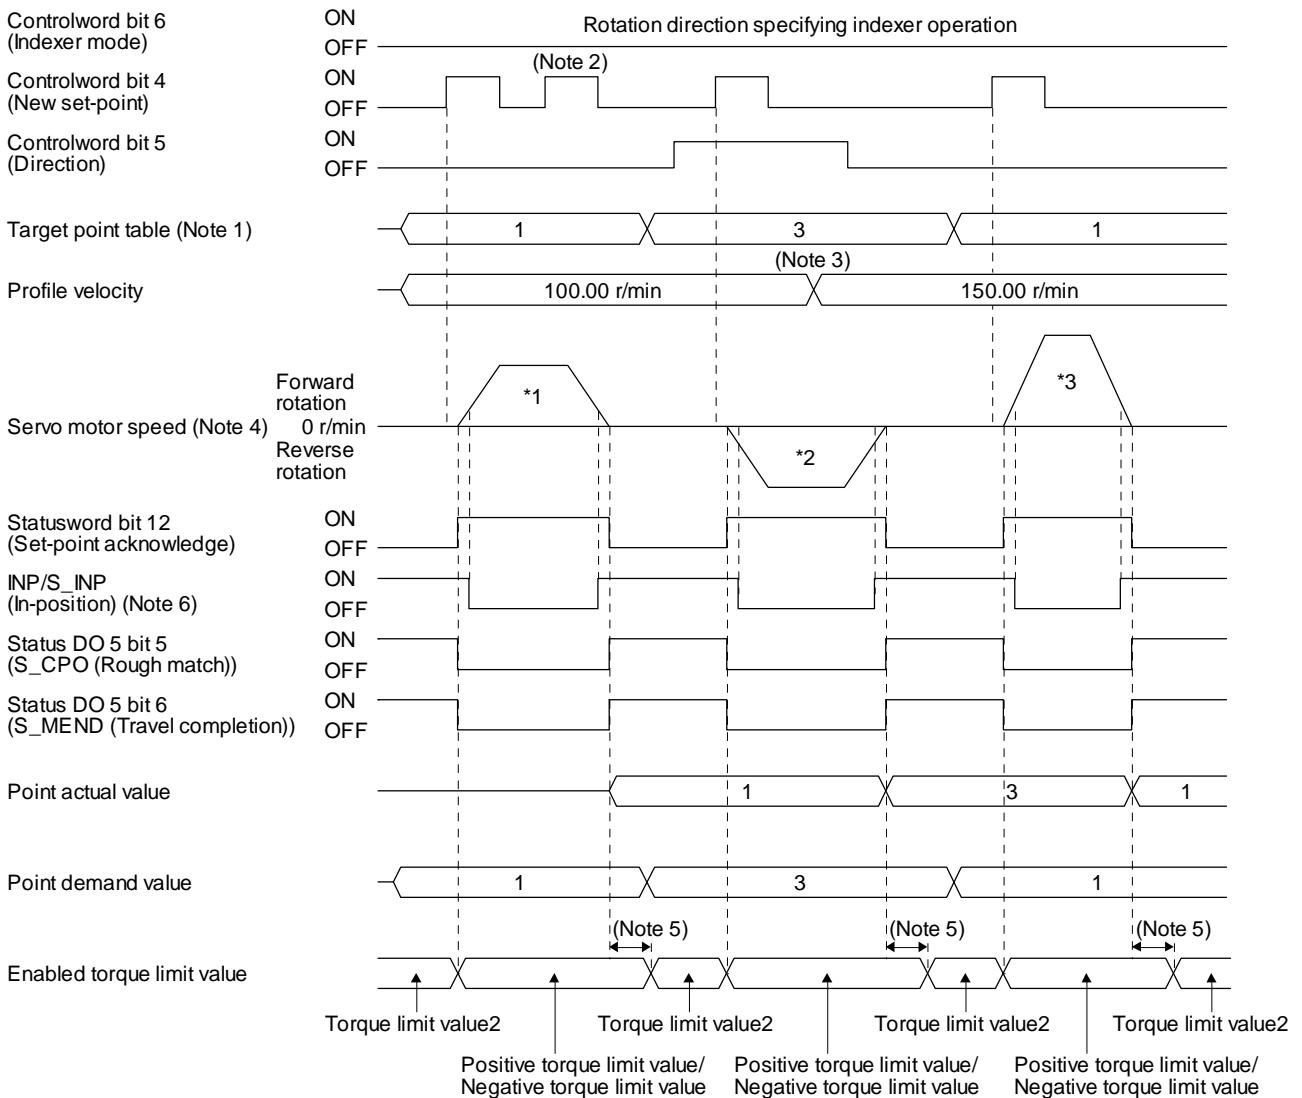 Controlword bit 6
(Indexer mode)
ON
OFF
Rotation direction specifying indexer operation
Controlword bit 4
(New set-point)
ON
OFF
(Note 2)
Controlword bit 5
(Direction)
ON
OFF
Target point table (Note 1)
1
3
1
Profile velocity
100.00 r/min
(Note 3)
150.00 r/min
Servo motor speed (Note 4)
Forward
rotation
0 r/min
Reverse
rotation
*1
*2
*3
Statusword bit 12
(Set-point acknowledge)
ON
OFF
INP/S_INP
(In-position) (Note 6)
ON
OFF
Status DO 5 bit 5
(S_CPO (Rough match))
ON
OFF
Status DO 5 bit 6
(S_MEND (Travel completion))
ON
OFF
Point actual value
1
3
1
Point demand value
1
3
1
(Note 5)
(Note 5)
(Note 5)
Enabled torque limit value
Torque limit value2
Torque limit value2
Torque limit value2
Torque limit value2
Positive torque limit value/
Negative torque limit value
Positive torque limit value/
Negative torque limit value
Positive torque limit value/
Negative torque limit value